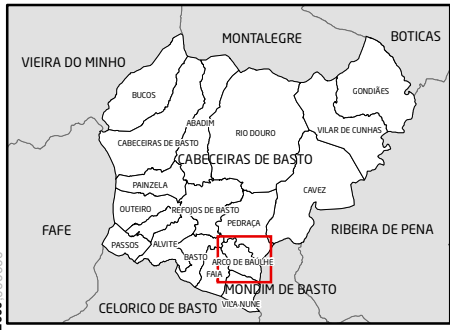 MONTALEGRE
BOTICAS
VIEIRA DO MINHO
GONDIÃES
BUCOS
ABADIM
RIO DOURO
VILAR DE CUNHAS
CABECEIRAS DE BASTO
CABECEIRAS DE BASTO
PAINZELA
CAVEZ
OUTEIRO
REFOJOS DE BASTO
PEDRAÇA
FAFE
RIBEIRA DE PENA
PASSOS
ALVITE
BASTO
ARCO DE BAÚLHE
FAIA
MONDIM DE BASTO
CELORICO DE BASTO
VILA NUNE